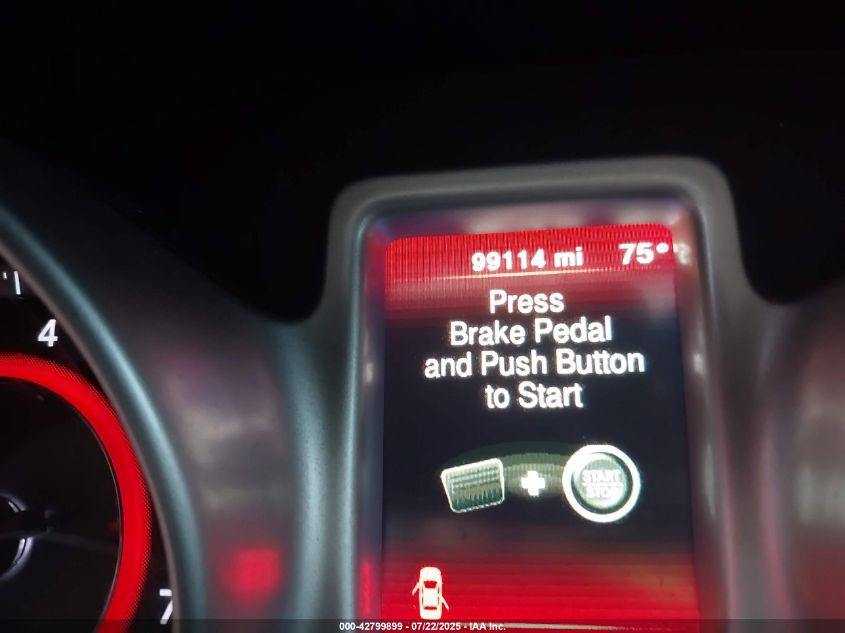 99114 mi 75°
Press
Brake Pedal
and Push Button
to Start
START
STOP
4
7
000-42799899 - 07/22/2025 - IAA Inc.